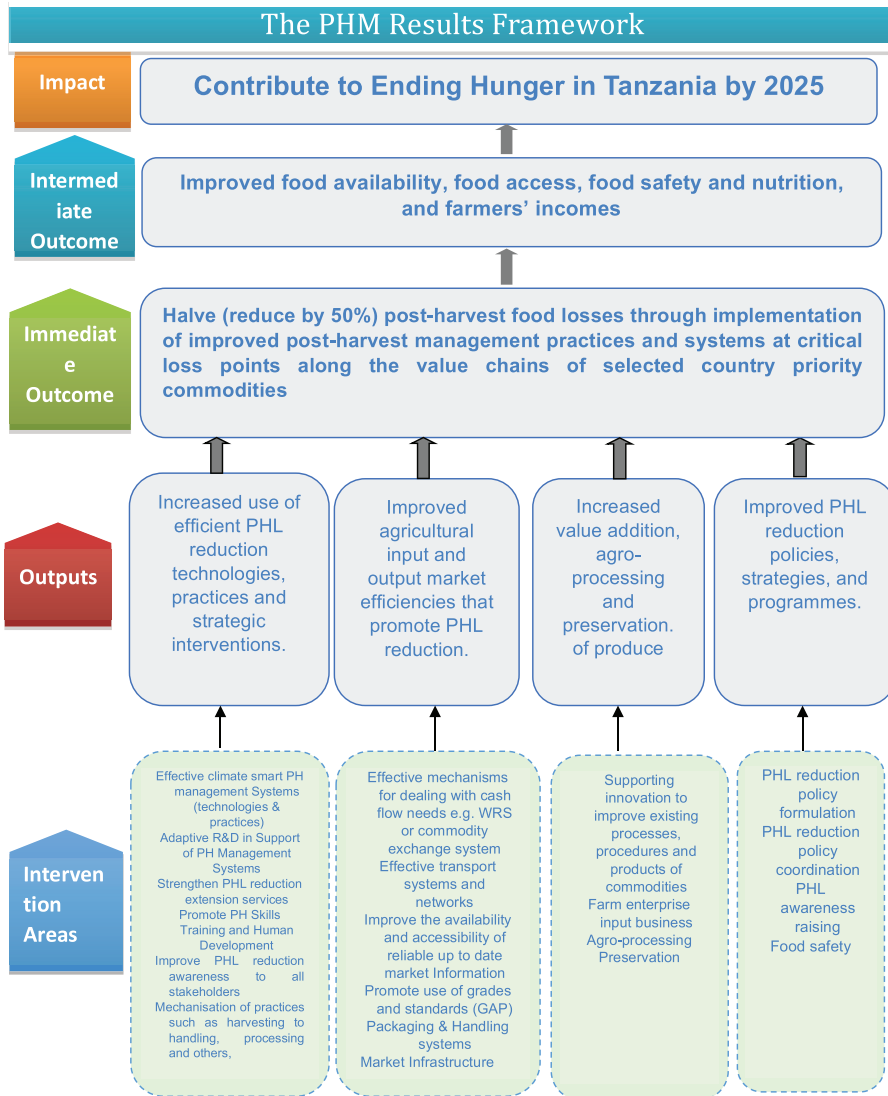 The PHM Results Framework
Impact
Contribute to Ending Hunger in Tanzania by 2025
Intermed
iate
Outcome
Improved food availability, food access, food safety and nutrition,
and farmers' incomes
Immediat
e
Outcome
Halve (reduce by 50%) post-harvest food losses through implementation
of improved post-harvest management practices and systems at critical
loss points along the value chains of selected country priority
commodities
Outputs
Increased use of
efficient PHL
reduction
technologies,
practices and
strategic
interventions.
Improved
agricultural
input and
output market
efficiencies that
promote PHL
reduction.
Increased
value addition,
agro-
processing
and
preservation.
of produce
Improved PHL
reduction
policies,
strategies, and
programmes.
Interven
tion
Areas
Effective climate smart PH
management Systems
(technologies &
practices)
Adaptive R&D in Support
of PH Management
Systems
Strengthen PHL reduction
extension services
Promote PH Skills
Training and Human
Development
Improve PHL reduction
awareness to all
stakeholders
Mechanisation of practices
such as harvesting to
handling, processing
and others,
Effective mechanisms
for dealing with cash
flow needs e.g. WRS
or commodity
exchange system
Effective transport
systems and
networks
Improve the availability
and accessibility of
reliable up to date
market Information
Promote use of grades
and standards (GAP)
Packaging & Handling
systems
Market Infrastructure
Supporting
innovation to
improve existing
processes,
procedures and
products of
commodities
Farm enterprise
input business
Agro-processing
Preservation
PHL reduction
policy
formulation
PHL reduction
policy
coordination
PHL
awareness
raising
Food safety